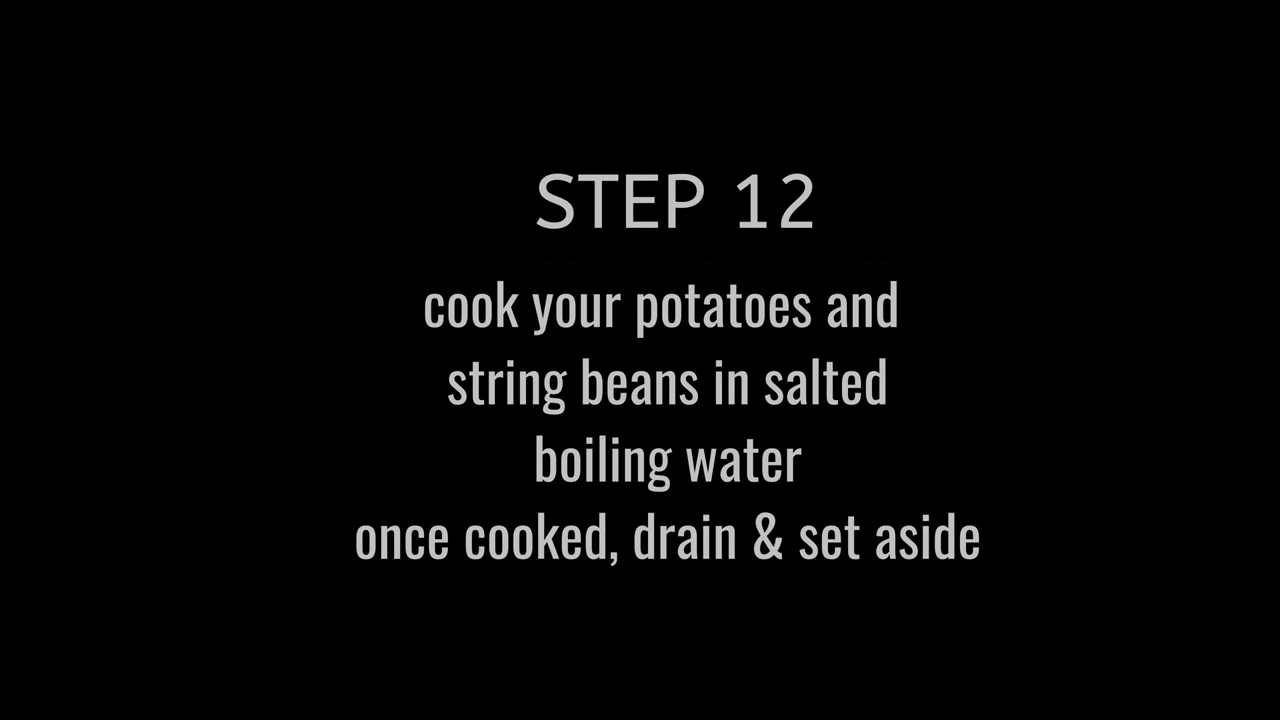 STEP 12
cook your potatoes and
string beans in salted
boiling water
once cooked, drain & set aside